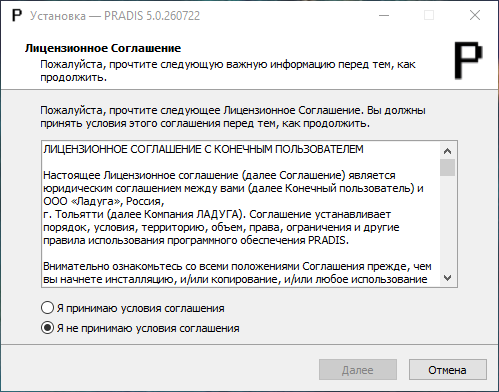 P Установка — PRADIS 5.0.260722
Лицензионное Соглашение
Пожалуйста, прочтите следующую важную информацию перед тем, как
продолжить.
P
Пожалуйста, прочтите следующее Лицензионное Соглашение. Вы должны
принять условия этого соглашения перед тем, как продолжить.
ЛИЦЕНЗИОННОЕ СОГЛАШЕНИЕ С КОНЕЧНЫМ ПОЛЬЗОВАТЕЛЕМ
Настоящее Лицензионное соглашение (далее Соглашение) является
юридическим соглашением между вами (далее Конечный пользователь) и
ООО «Ладуга», Россия,
г. Тольятти (далее Компания ЛАДУГА). Соглашение устанавливает
порядок, условия, территорию, объем, права, ограничения и другие
правила использования программного обеспечения PRADIS.
Внимательно ознакомьтесь со всеми положениями Соглашения прежде, чем
вы начнете инсталляцию, и/или копирование, и/или любое использование
Я принимаю условия соглашения
Я не принимаю условия соглашения
Далее
Отмена